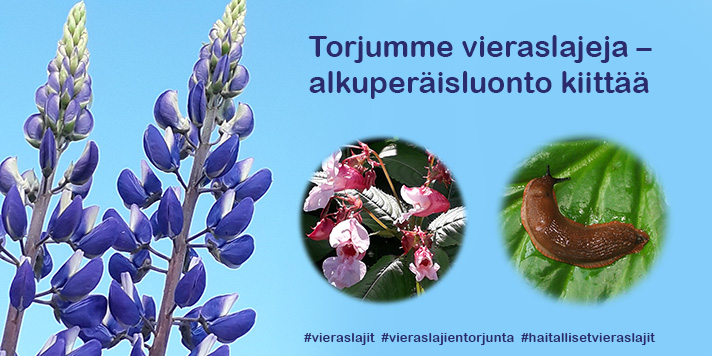 Torjumme vieraslajeja –
alkuperäisluonto kiittää
#vieraslajit #vieraslajientorjunta #haitallisetvieraslajit